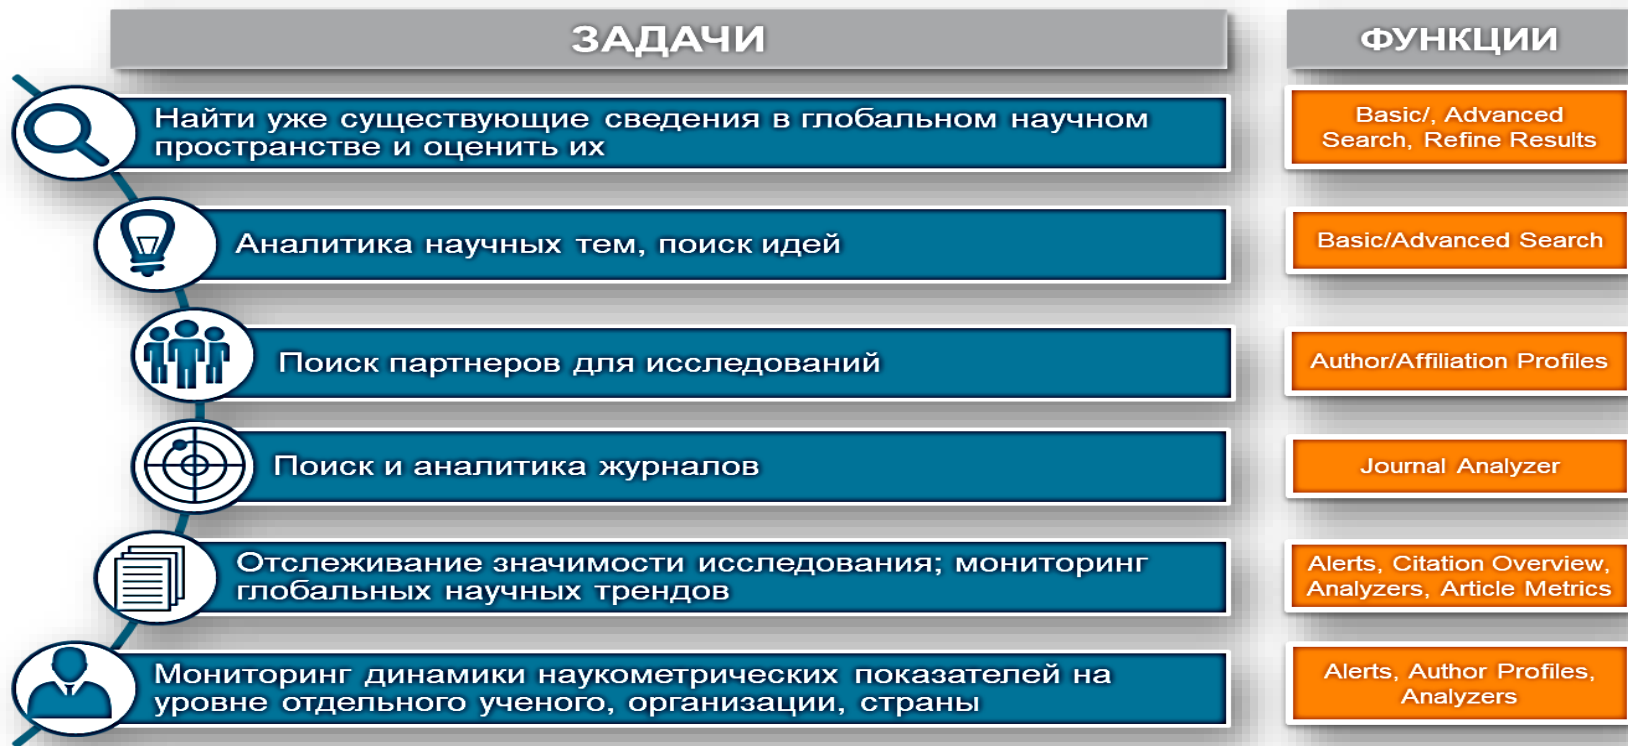 ЗАДАЧИ
ФУНКЦИИ
Найти уже существующие сведения в глобальном научном
пространстве и оценить их
Basic/, Advanced
Search, Refine Results
Аналитика научных тем, поиск идей
Basic/Advanced Search
Поиск партнеров для исследований
Author/Affiliation Profiles
Поиск и аналитика журналов
Journal Analyzer
Отслеживание значимости исследования; мониторинг
глобальных научных трендов
Alerts, Citation Overview,
Analyzers, Article Metrics
Мониторинг динамики наукометрических показателей на
уровне отдельного ученого, организации, страны
Alerts, Author Profiles,
Analyzers